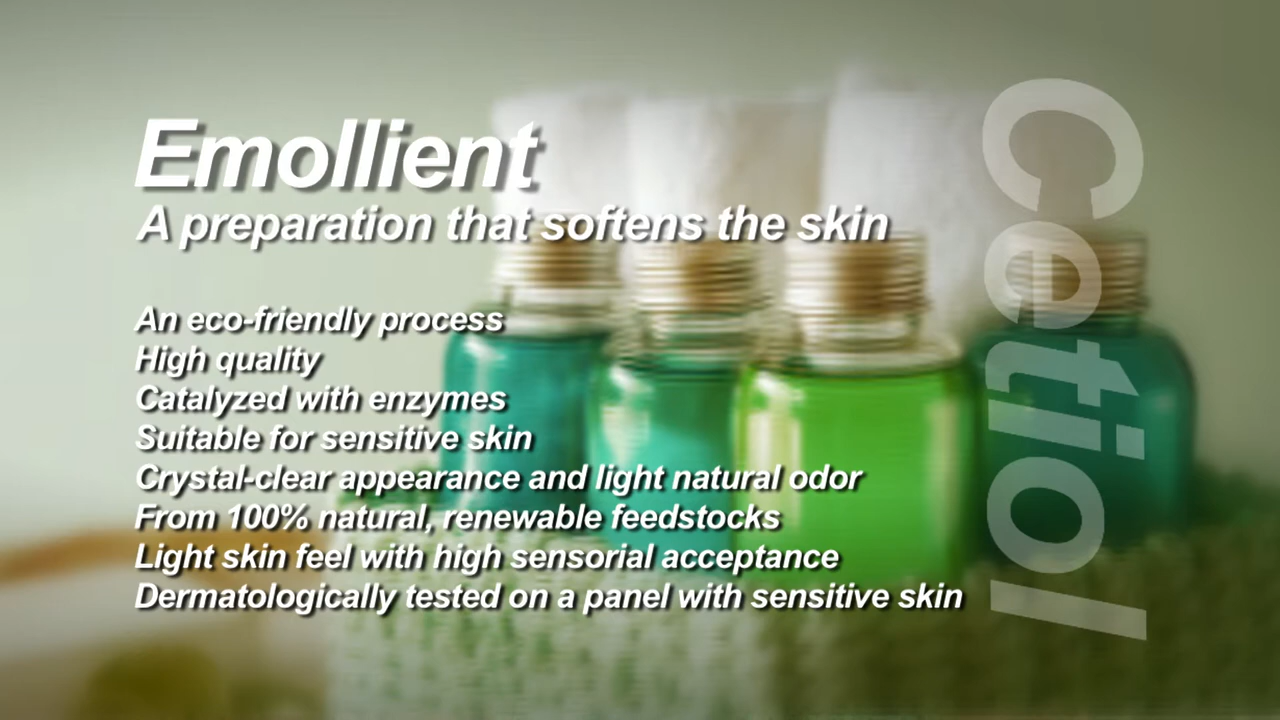 Emollient
A preparation that softens the skin
An eco-friendly process
High quality
Catalyzed with enzymes
Suitable for sensitive skin
Crystal-clear appearance and light natural odor
From 100% natural, renewable feedstocks
Light skin feel with high sensorial acceptance
Dermatologically tested on a panel with sensitive skin
Cetiol